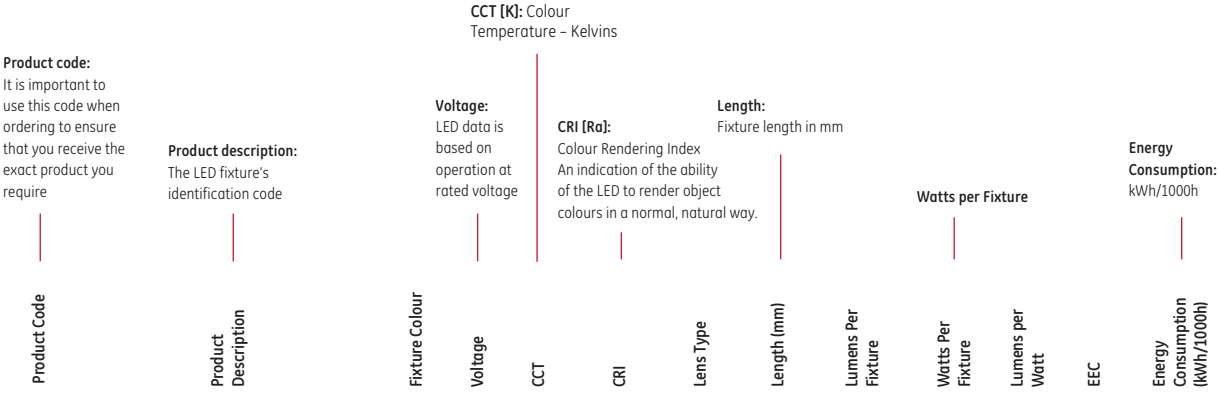 CCT [K]: Colour
Temperature – Kelvins
Product code:
It is important to
use this code when
ordering to ensure
that you receive the
exact product you
require
Product description:
The LED fixture's
identification code
Voltage:
LED data is
based on
operation at
rated voltage
CRI [Ra]:
Colour Rendering Index
An indication of the ability
of the LED to render object
colours in a normal, natural way.
Length:
Fixture length in mm
Watts per Fixture
Energy
Consumption:
kWh/1000h
Product Code
Product
Description
Fixture Colour
Voltage
CCT
CRI
Lens Type
Length (mm)
Lumens Per
Fixture
Watts Per
Fixture
Lumens per
Watt
EEC
Energy
Consumption
(kWh/1000h)